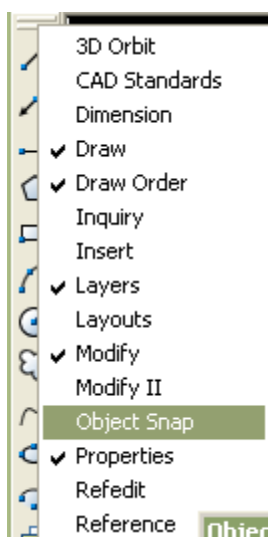 3D Orbit
CAD Standards
Dimension
Draw
Draw Order
Inquiry
Insert
Layers
Layouts
Modify
Modify II
Object Snap
Properties
Refedit
Reference
Objec